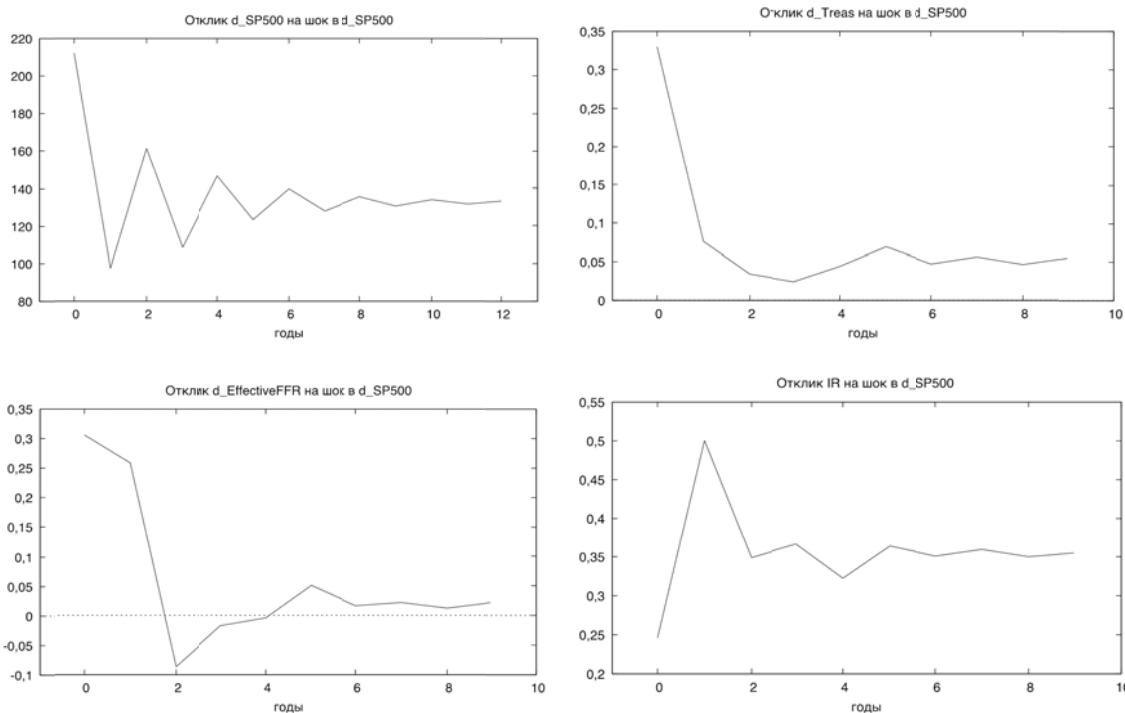 Отклик d_SP500 на шок в d_SP500
220
200
180
160
140
120
100
80
0 2 4 6 8 10 12
годы
Отклик d_Treas на шок в d_SP500
0,35
0,3
0,25
0,2
0,15
0,1
0,05
0
0 2 4 6 8 10
годы
Отклик d_EffectiveFFR на шок в d_SP500
0,35
0,3
0,25
0,2
0,15
0,1
0,05
0
-0,05
-0,1
0 2 4 6 8 10
годы
Отклик IR на шок в d_SP500
0,55
0,5
0,45
0,4
0,35
0,3
0,25
0,2
0 2 4 6 8 10
годы